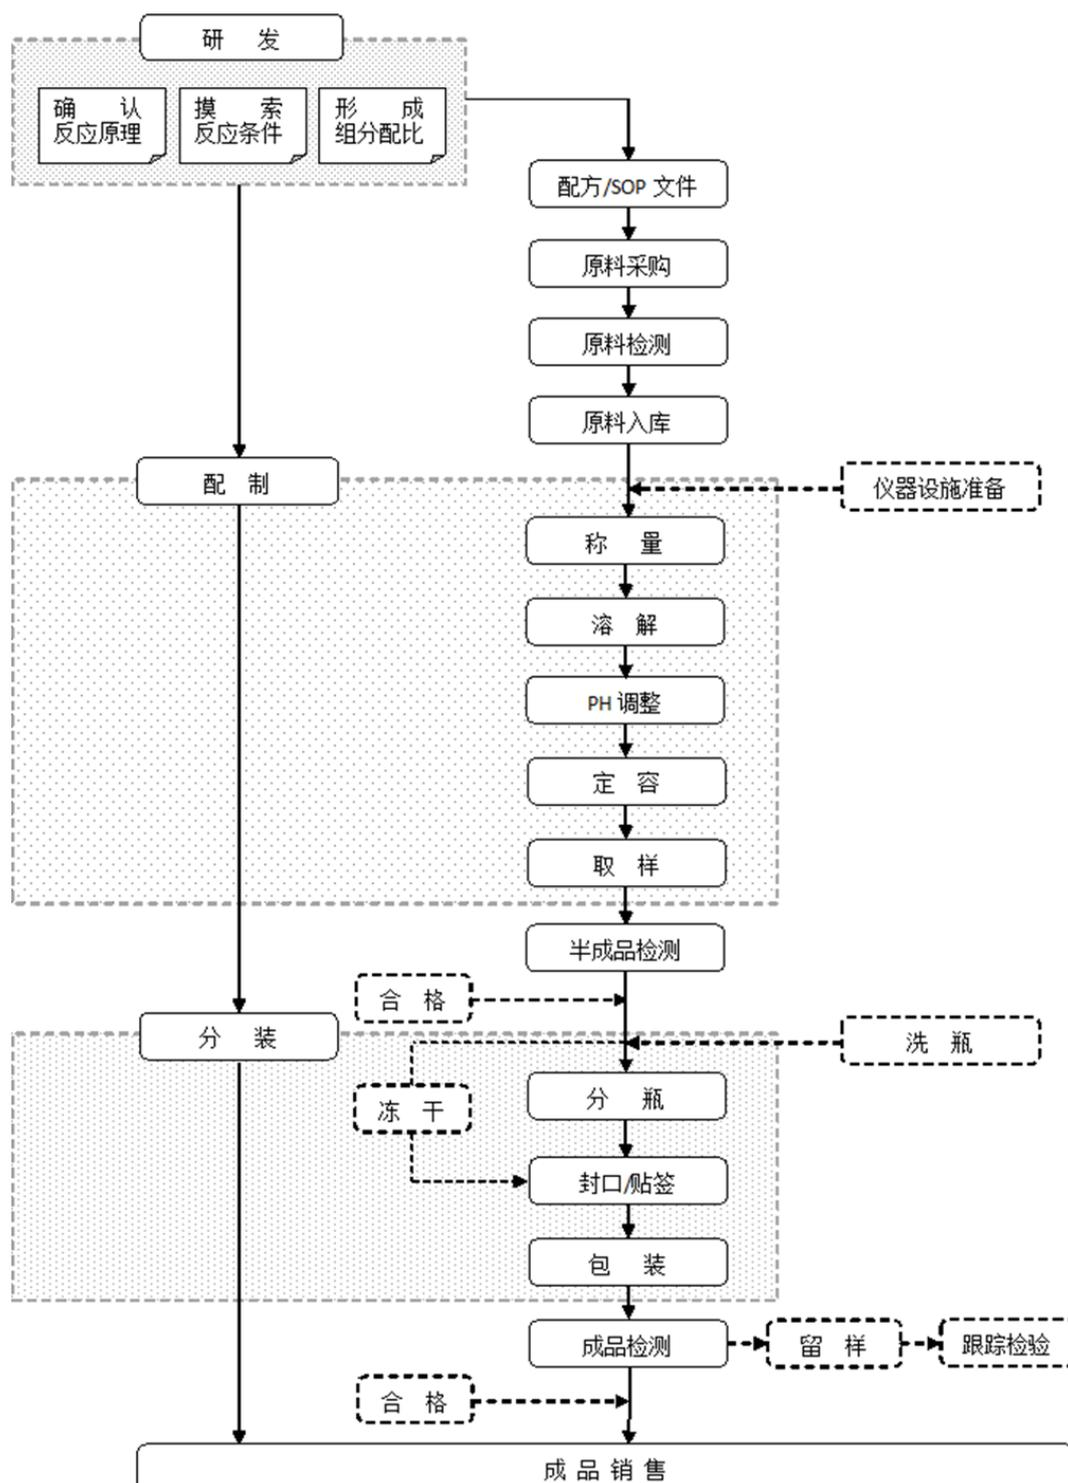 研 发
确 认
反应原理
摸 索
反应条件
形 成
组分配比
配方/SOP 文件
原料采购
原料检测
原料入库
配 制
仪器设施准备
称 量
溶 解
PH 调整
定 容
取 样
半成品检测
合 格
分 装
洗 瓶
分 瓶
冻 干
封口/贴签
包 装
成品检测
留 样
跟踪检验
合 格
成 品 销 售